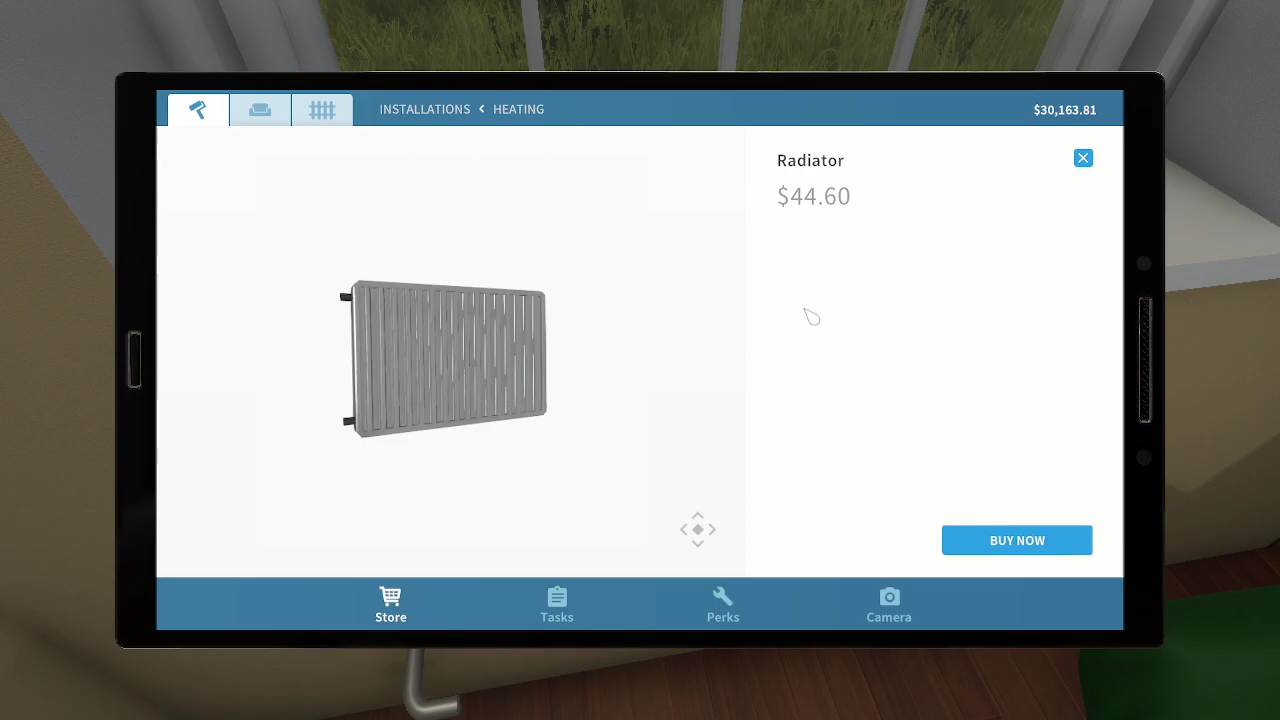 INSTALLATIONS < HEATING
$30,163.81
Radiator
$44.60
BUY NOW
Store
Tasks
Perks
Camera